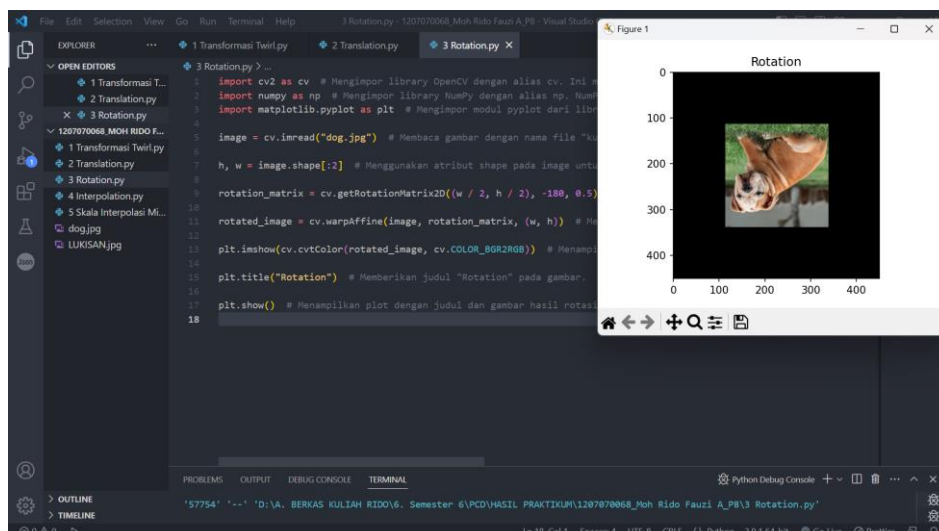 File Edit Selection View Go Run Terminal Help
3 Rotation.py - 1207070068_Moh Rido Fauzi A_P8 - Visual Studio
EXPLORER
OPEN EDITORS
1 Transformasi T...
2 Translation.py
3 Rotation.py
1207070068_MOH RIDO F...
1 Transformasi Twirl.py
2 Translation.py
3 Rotation.py
4 Interpolation.py
5 Skala Interpolasi Mi...
dog.jpg
LUKISAN.jpg
Json
1
OUTLINE
TIMELINE
1 Transformasi Twirl.py 2 Translation.py 3 Rotation.py
3 Rotation.py > ...
1 import cv2 as cv # Mengimpor library OpenCV dengan alias cv. Ini m
2 import numpy as np # Mengimpor library NumPy dengan alias np. NumP
3 import matplotlib.pyplot as plt # Mengimpor modul pyplot dari libr
4
5 image = cv.imread("dog.jpg") # Membaca gambar dengan nama file "ku
6
7 h, w = image.shape[:2] # Menggunakan atribut shape pada image untu
8
9 rotation_matrix = cv.getRotationMatrix2D((w / 2, h / 2), -180, 0.5)
10
11 rotated_image = cv.warpAffine(image, rotation_matrix, (w, h)) # Me
12
13 plt.imshow(cv.cvtColor(rotated_image, cv.COLOR_BGR2RGB)) # Menampi
14
15 plt.title("Rotation") # Memberikan judul "Rotation" pada gambar.
16
17 plt.show() # Menampilkan plot dengan judul dan gambar hasil rotasi
18
Figure 1
Rotation
0
100
200
300
400
0 100 200 300 400
PROBLEMS OUTPUT DEBUG CONSOLE TERMINAL
Python Debug Console
'57754' '--' 'D:\A. BERKAS KULIAH RIDO\6. Semester 6\PCD\HASIL PRAKTIKUM\1207070068_Moh Rido Fauzi A_P8\3 Rotation.py'